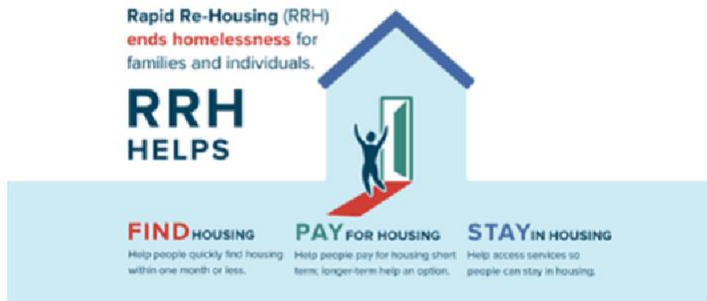 Rapid Re-Housing (RRH)
ends homelessness for
families and individuals.
RRH
HELPS
FIND HOUSING
Help people quickly find housing
within one month or less.
PAY FOR HOUSING
Help people pay for housing short
term; longer-term help an option.
STAY IN HOUSING
Help access services so
people can stay in housing.